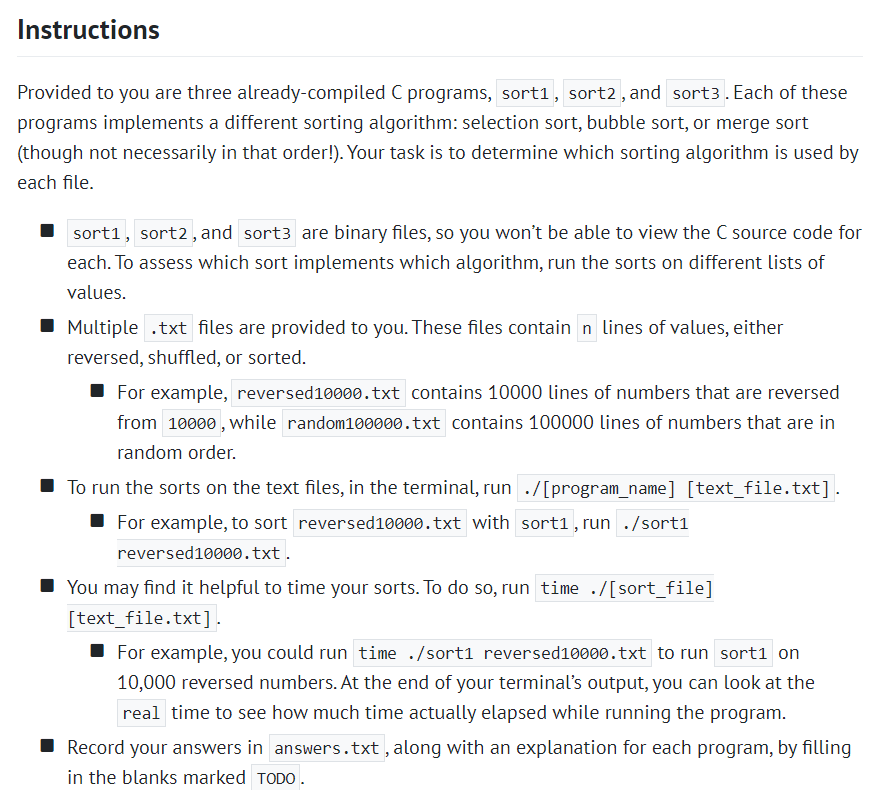 Instructions
Provided to you are three already-compiled C programs, sort1, sort2, and sort3. Each of these
programs implements a different sorting algorithm: selection sort, bubble sort, or merge sort
(though not necessarily in that order!). Your task is to determine which sorting algorithm is used by
each file.
sort1, sort2, and sort3 are binary files, so you won’t be able to view the C source code for
each. To assess which sort implements which algorithm, run the sorts on different lists of
values.
Multiple .txt files are provided to you. These files contain n lines of values, either
reversed, shuffled, or sorted.
For example, reversed10000.txt contains 10000 lines of numbers that are reversed
from 10000, while random100000.txt contains 100000 lines of numbers that are in
random order.
To run the sorts on the text files, in the terminal, run ./[program_name] [text_file.txt].
For example, to sort reversed10000.txt with sort1, run ./sort1
reversed10000.txt.
You may find it helpful to time your sorts. To do so, run time ./[sort_file]
[text_file.txt].
For example, you could run time ./sort1 reversed10000.txt to run sort1 on
10,000 reversed numbers. At the end of your terminal’s output, you can look at the
real time to see how much time actually elapsed while running the program.
Record your answers in answers.txt, along with an explanation for each program, by filling
in the blanks marked TODO.